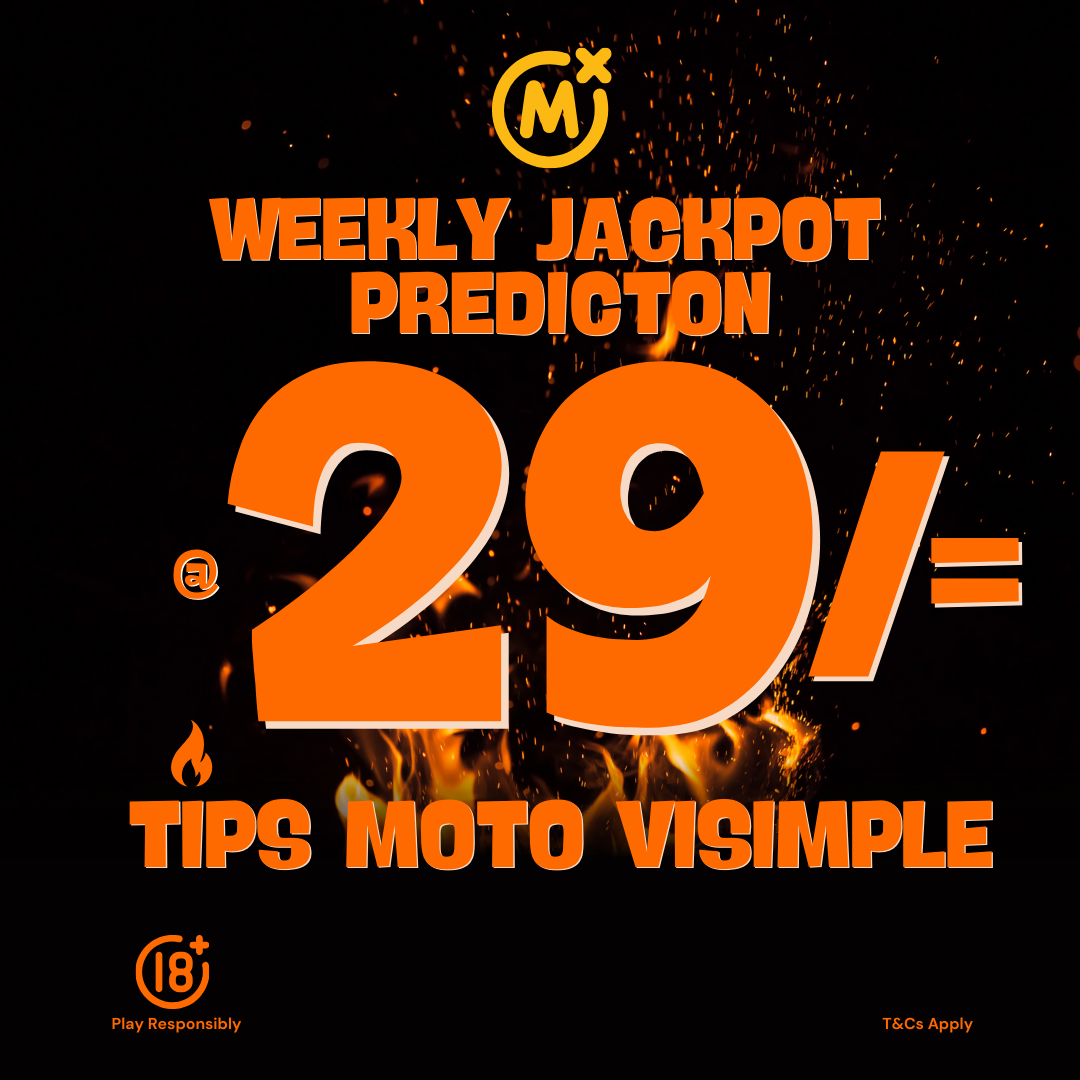 M x
WEEKLY JACKPOT
PREDICTON
@ 29/=
TIPS MOTO VISIMPLE
18+
Play Responsibly
T&Cs Apply